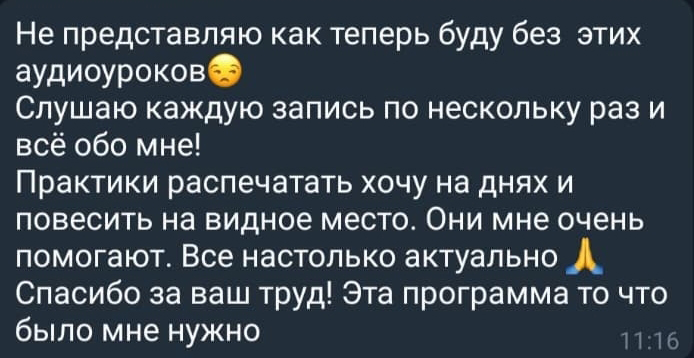 Не представляю как теперь буду без  этих
аудиоуроков😒
Слушаю каждую запись по нескольку раз и
всё обо мне!
Практики распечатать хочу на днях и
повесить на видное место. Они мне очень
помогают. Все настолько актуально🙏
Спасибо за ваш труд! Эта программа то что
было мне нужно
11:16